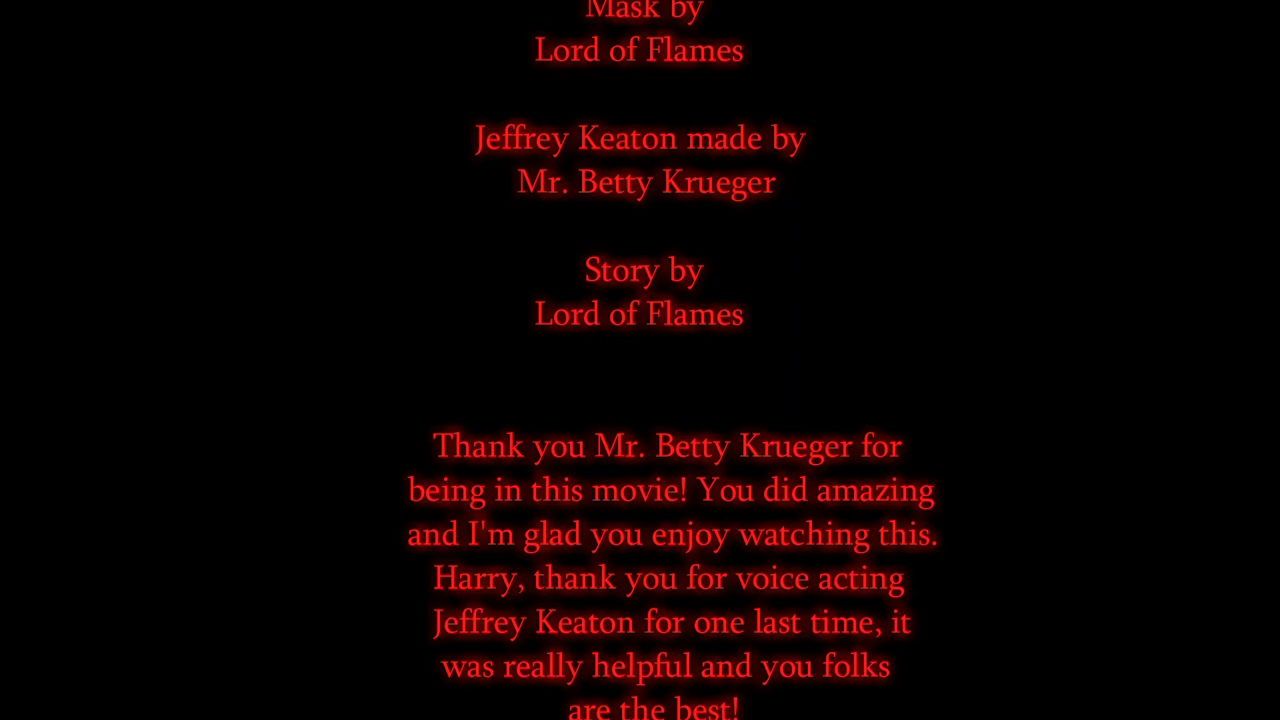 Mask by
Lord of Flames
Jeffrey Keaton made by
Mr. Betty Krueger
Story by
Lord of Flames
Thank you Mr. Betty Krueger for
being in this movie! You did amazing
and I'm glad you enjoy watching this.
Harry, thank you for voice acting
Jeffrey Keaton for one last time, it
was really helpful and you folks
are the best!